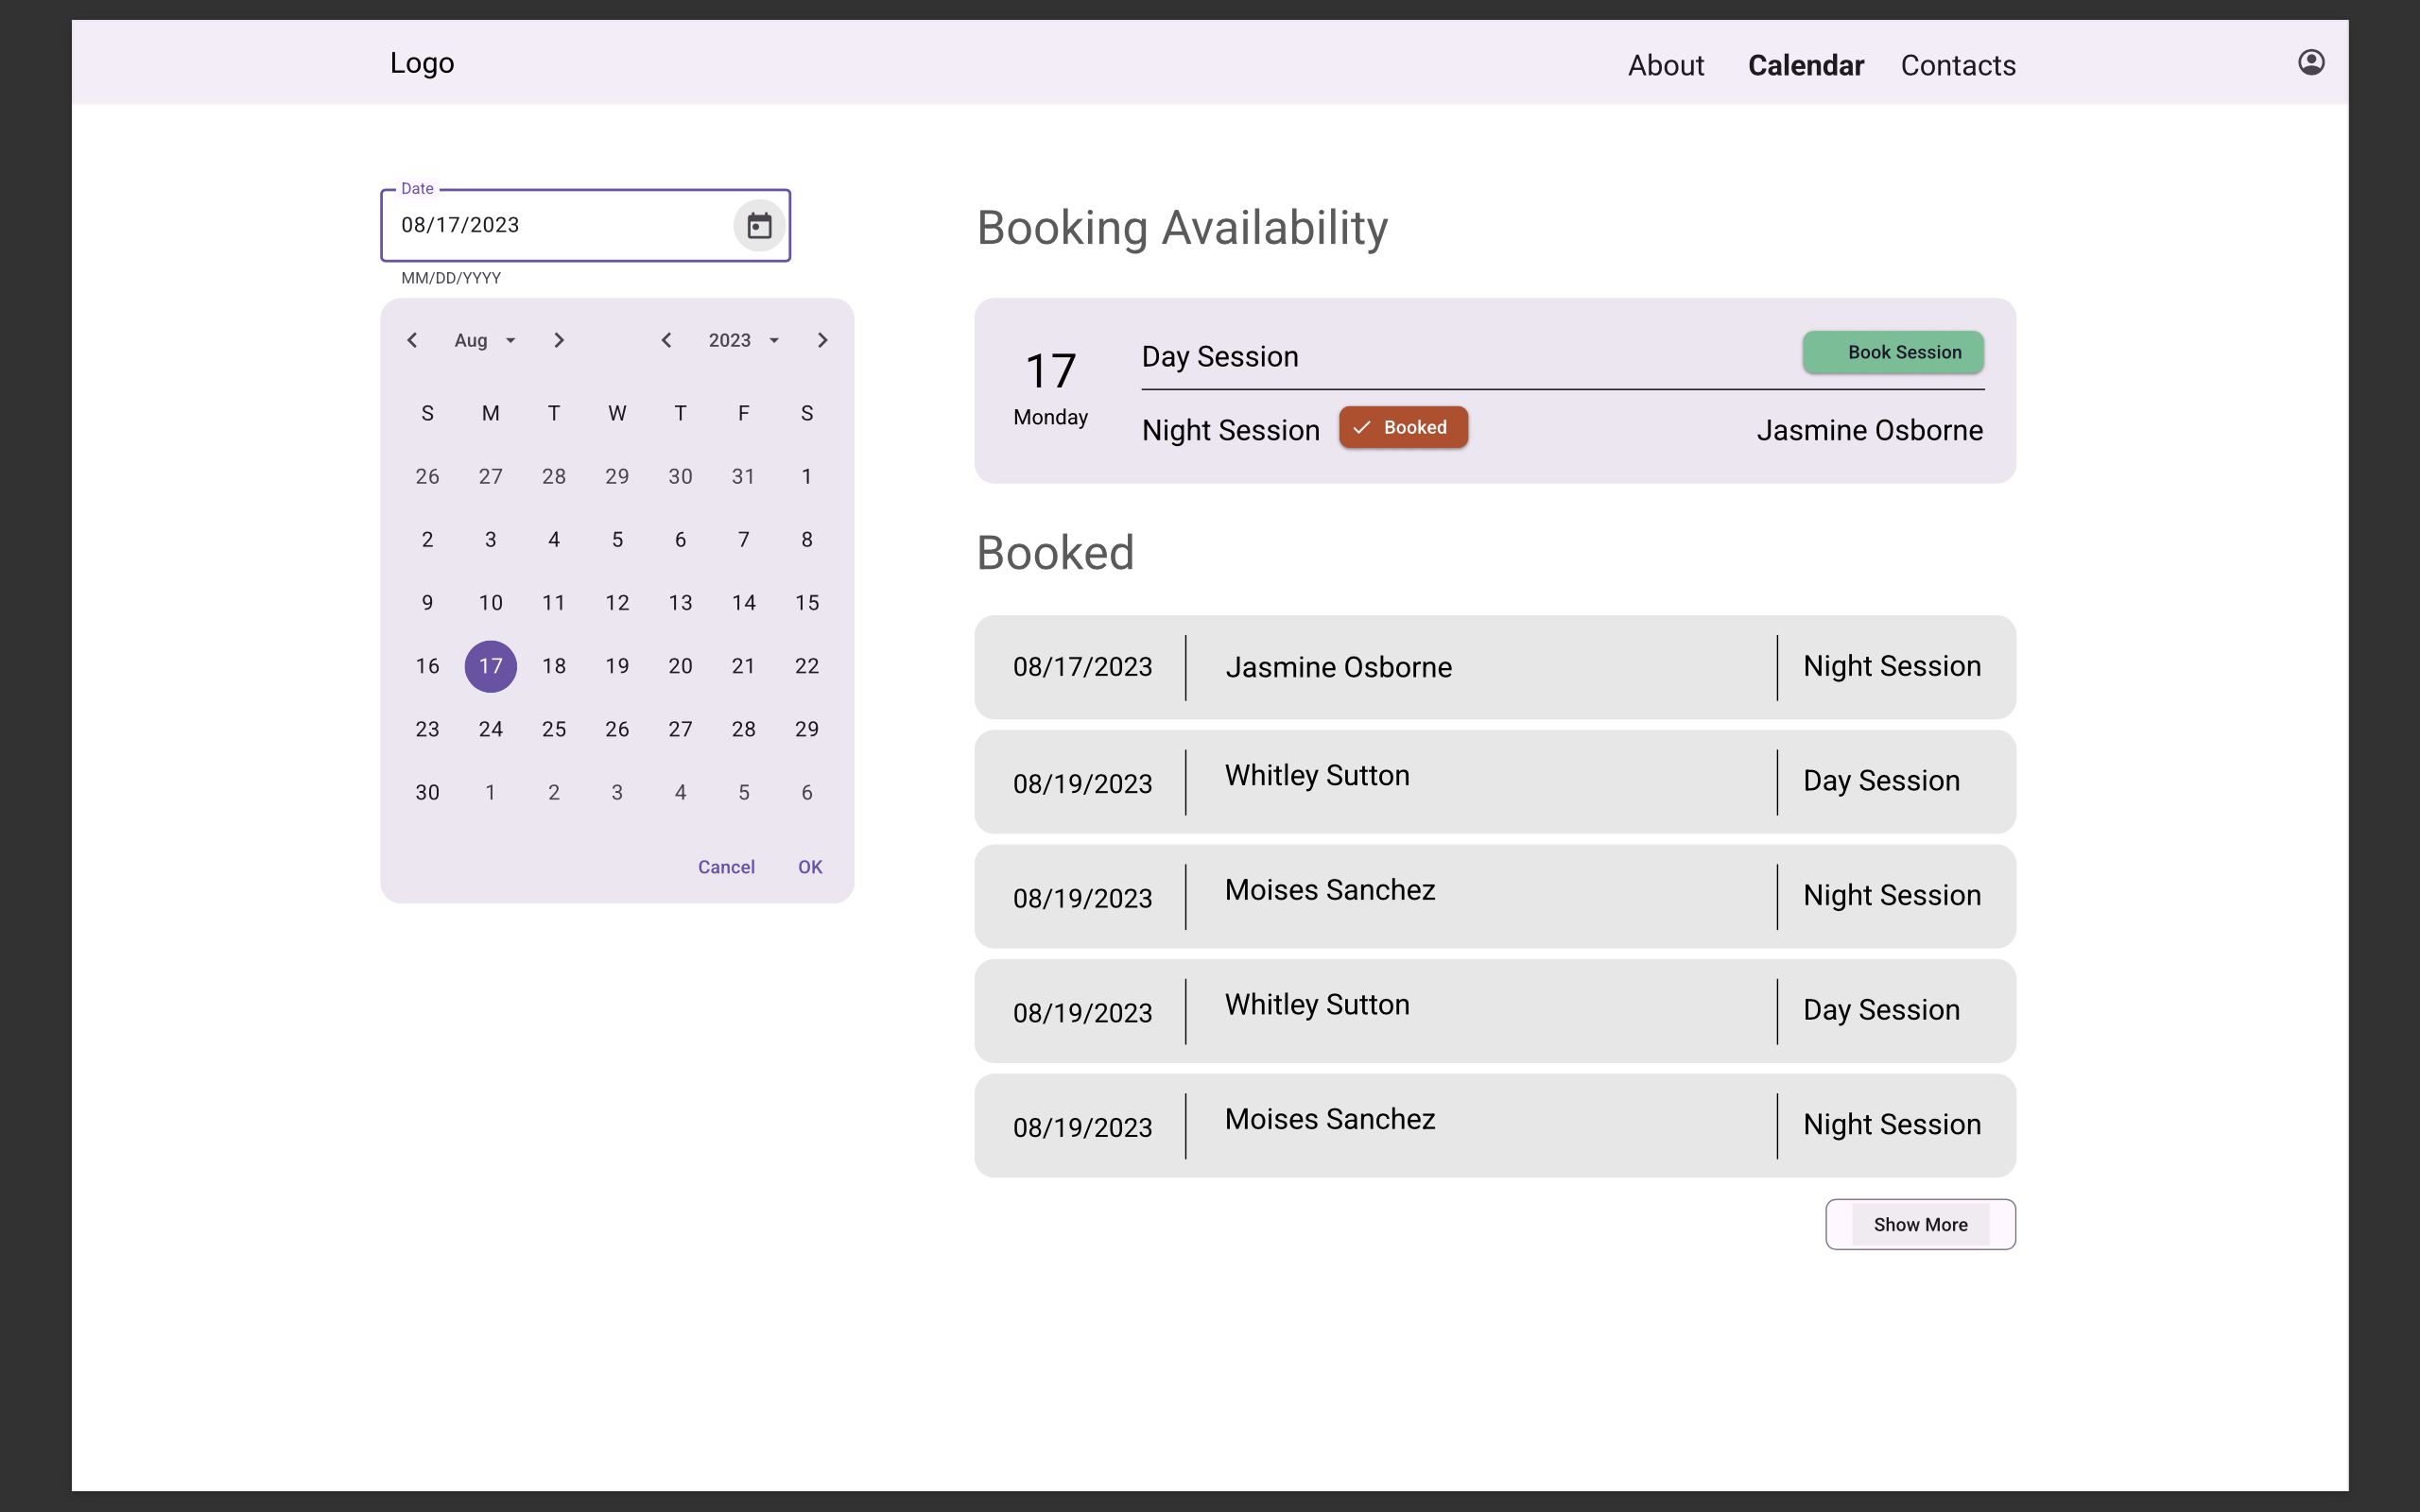 Logo
About Calendar Contacts
Date
08/17/2023
MM/DD/YYYY
Aug 2023
S M T W T F S
26 27 28 29 30 31 1
2 3 4 5 6 7 8
9 10 11 12 13 14 15
16 17 18 19 20 21 22
23 24 25 26 27 28 29
30 1 2 3 4 5 6
Cancel OK
Booking Availability
17
Monday
Day Session Book Session
Night Session Booked Jasmine Osborne
Booked
08/17/2023 Jasmine Osborne Night Session
08/19/2023 Whitley Sutton Day Session
08/19/2023 Moises Sanchez Night Session
08/19/2023 Whitley Sutton Day Session
08/19/2023 Moises Sanchez Night Session
Show More